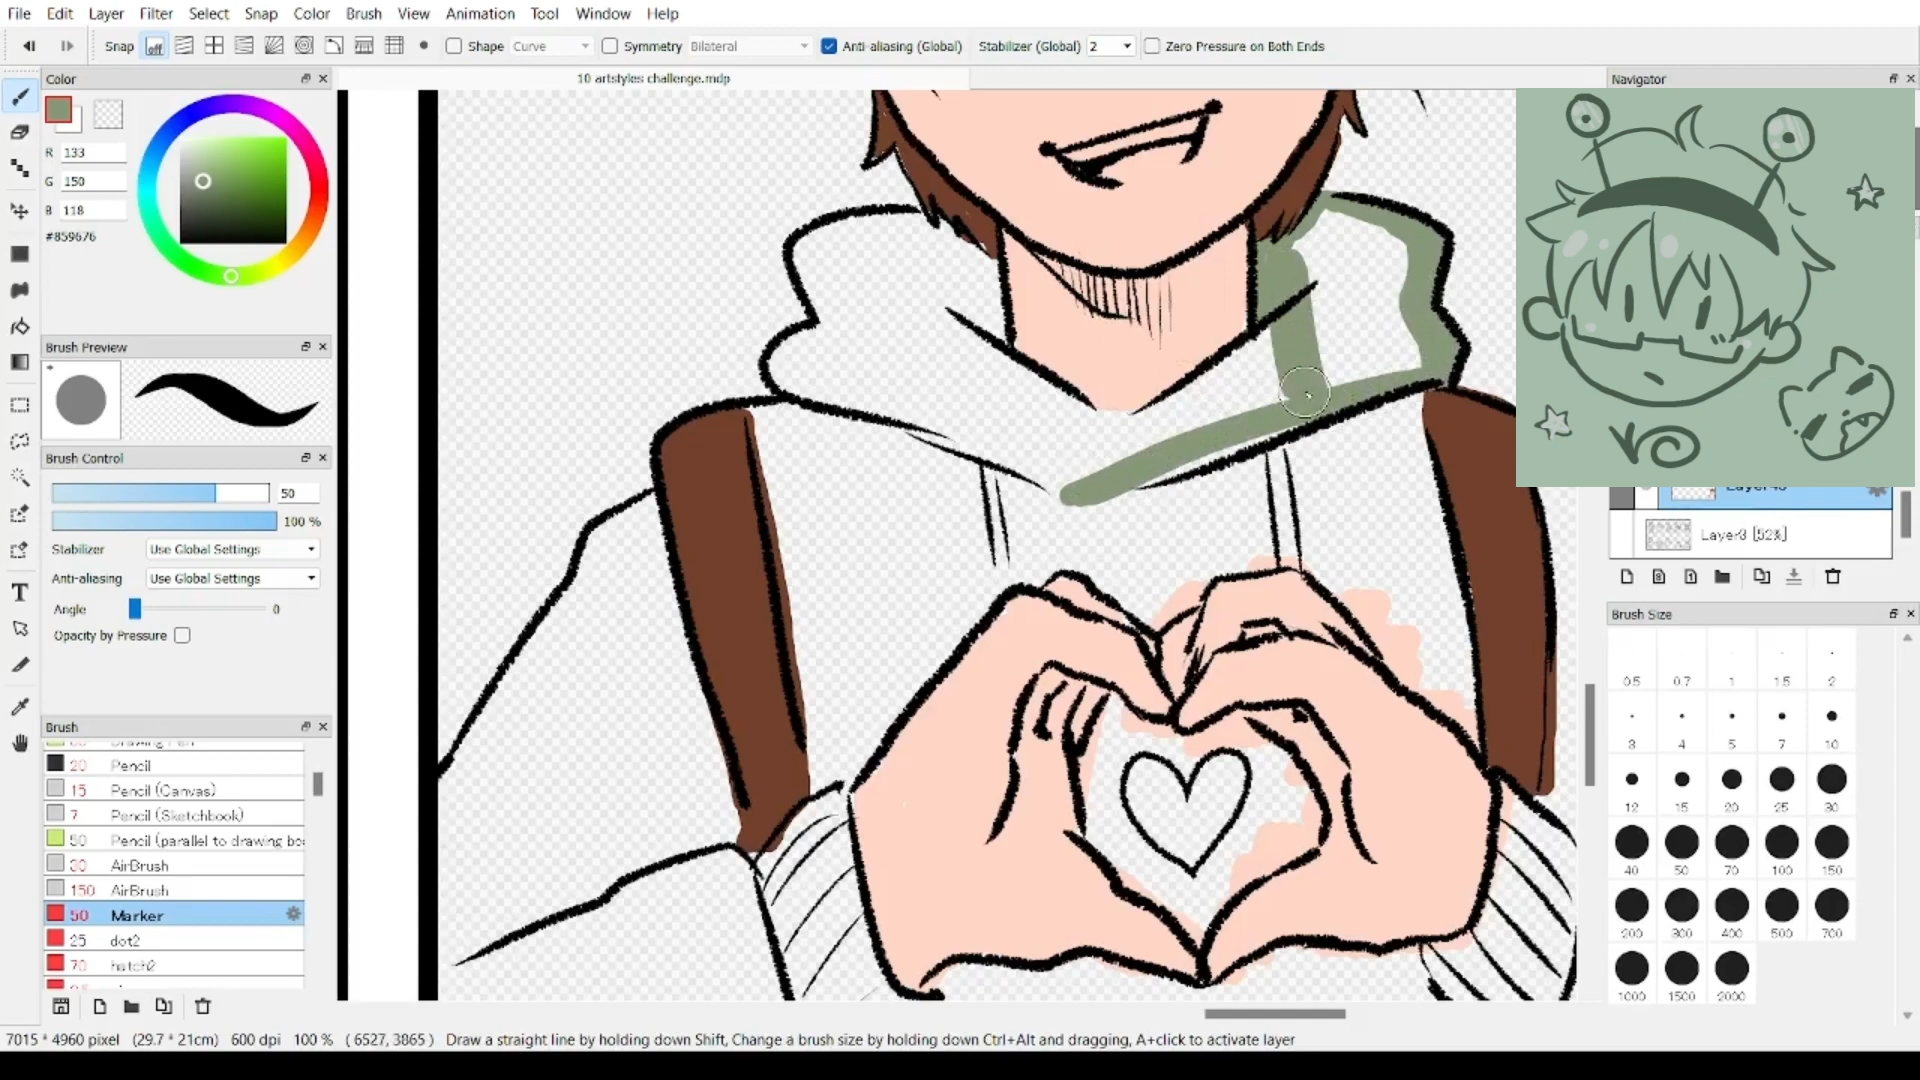 File Edit Layer Filter Select Snap Color Brush View Animation Tool Window Help
Snap off Shape Curve Symmetry Bilateral Anti-aliasing (Global) Stabilizer (Global) 2 Zero Pressure on Both Ends
Color
10 artstyles challenge.mdp
Navigator
R 133
G 150
B 118
#859676
Brush Preview
Brush Control
50
100 %
Stabilizer Use Global Settings
Anti-aliasing Use Global Settings
Angle 0
Opacity by Pressure
Layer3 [52%]
Brush Size
0.5 0.7 1 1.5 2
3 4 5 7 10
12 15 20 25 30
40 50 70 100 150
200 300 400 500 700
1000 1500 2000
Brush
Drawing Pen
20 Pencil
15 Pencil (Canvas)
7 Pencil (Sketchbook)
50 Pencil (parallel to drawing bo
30 AirBrush
150 AirBrush
50 Marker
25 dot2
70 hatch2
7015 * 4960 pixel (29.7 * 21cm) 600 dpi 100 % ( 6527, 3865 ) Draw a straight line by holding down Shift, Change a brush size by holding down Ctrl+Alt and dragging, A+click to activate layer